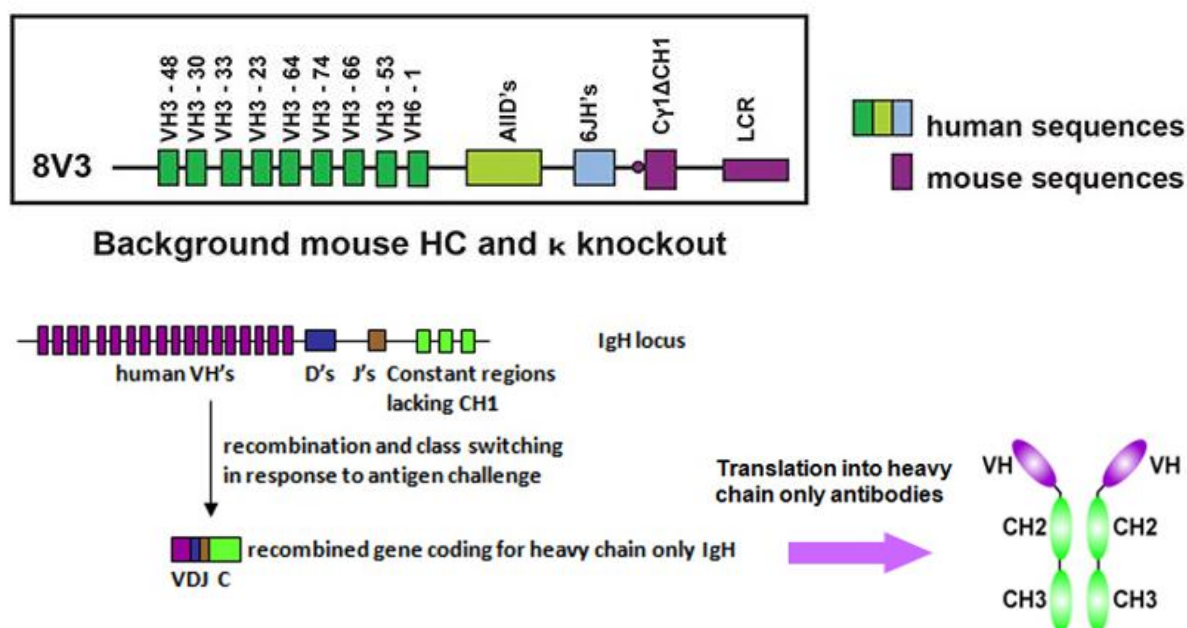 VH3 - 48
VH3 - 30
VH3 - 33
VH3 - 23
VH3 - 64
VH3 - 74
VH3 - 66
VH3 - 53
VH6 - 1
AllD's
6JH's
Cγ1ΔCH1
LCR
8V3
human sequences
mouse sequences
Background mouse HC and κ knockout
IgH locus
human VH's
D's
J's
Constant regions
lacking CH1
recombination and class switching
in response to antigen challenge
Translation into heavy
chain only antibodies
recombined gene coding for heavy chain only IgH
VDJ C
VH
VH
CH2
CH2
CH3
CH3